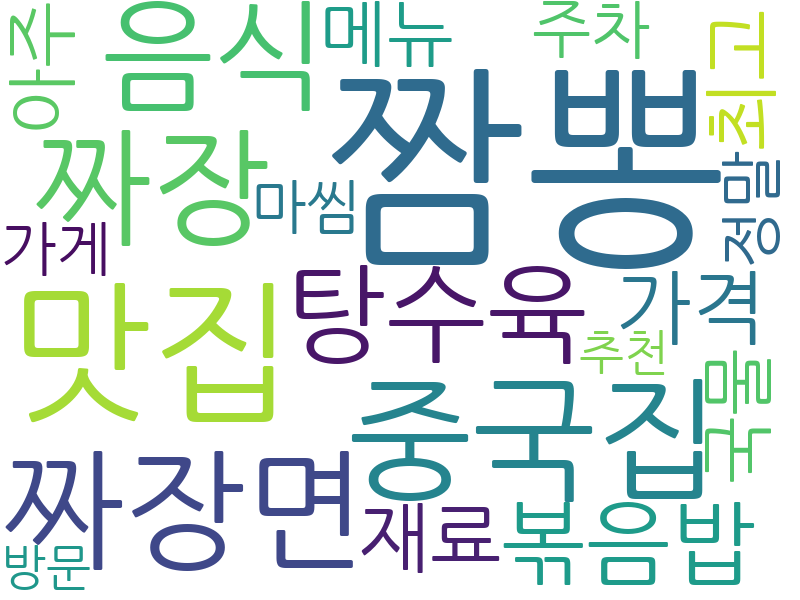 아주
음식
메뉴
주차
최고
짬뽕
짜장
마씸
정말
가게
탕수육
가격
맛집
추천
중국집
국물
짜장면
재료
볶음밥
방문